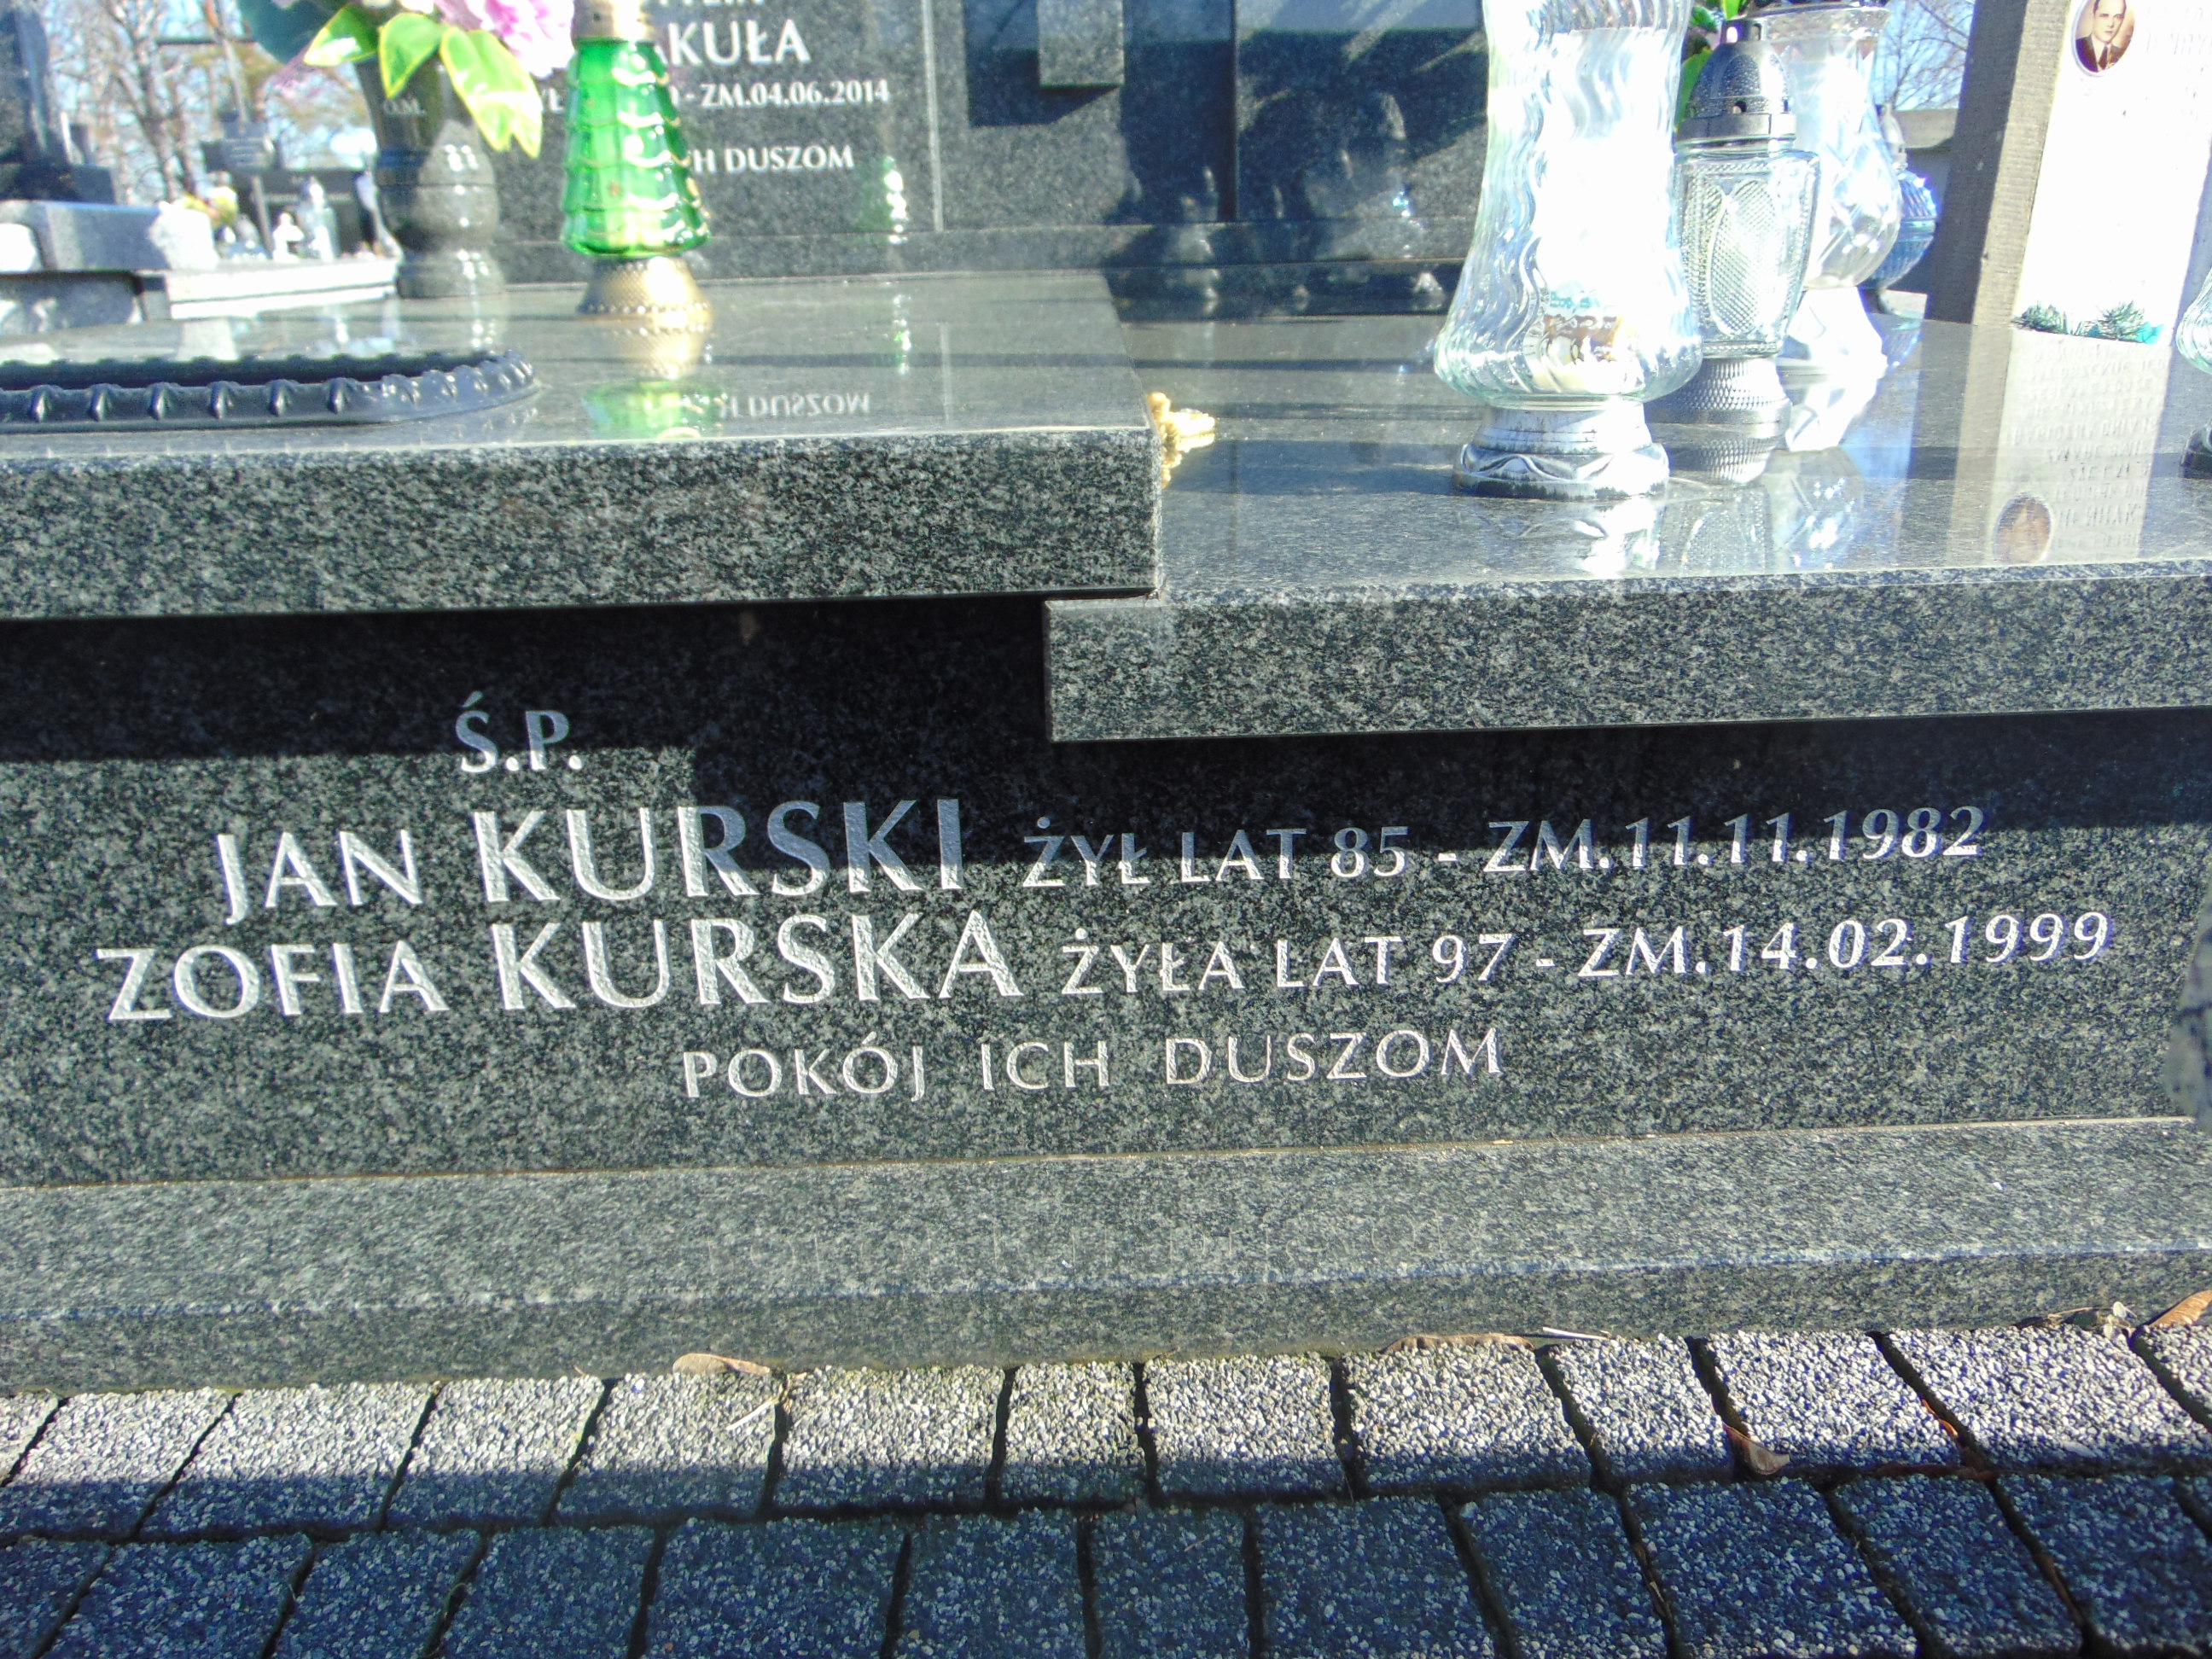 KUŁA
- ZM.04.06.2014
ICH DUSZOM
Ś.P.
JAN KURSKI ŻYŁ LAT 85 - ZM.11.11.1982
ZOFIA KURSKA ŻYŁA LAT 97 - ZM.14.02.1999
POKÓJ ICH DUSZOM